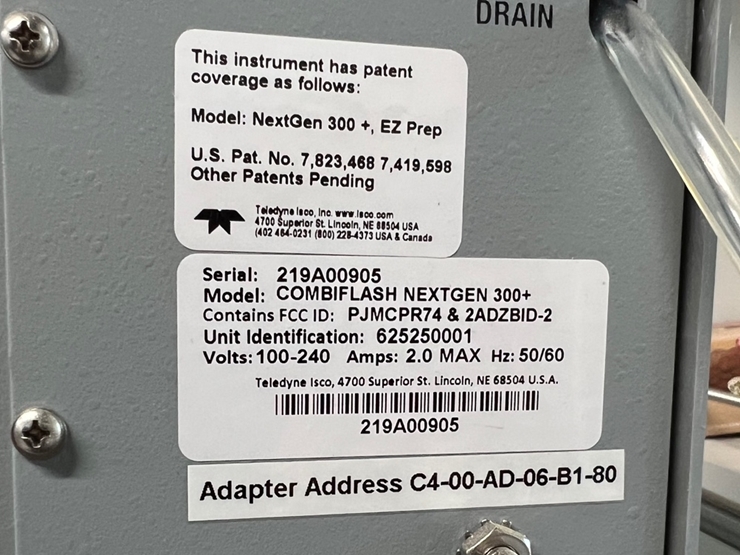 DRAIN
This instrument has patent
coverage as follows:
Model: NextGen 300 +, EZ Prep
U.S. Pat. No. 7,823,468 7,419,598
Other Patents Pending
Teledyne Isco, Inc. www.isco.com
4700 Superior St. Lincoln, NE 68504 USA
(402 464-0231 (800) 228-4373 USA & Canada
Serial: 219A00905
Model: COMBIFLASH NEXTGEN 300+
Contains FCC ID: PJMCPR74 & 2ADZBID-2
Unit Identification: 625250001
Volts: 100-240 Amps: 2.0 MAX Hz: 50/60
Teledyne Isco, 4700 Superior St. Lincoln, NE 68504 U.S.A.
219A00905
Adapter Address C4-00-AD-06-B1-80